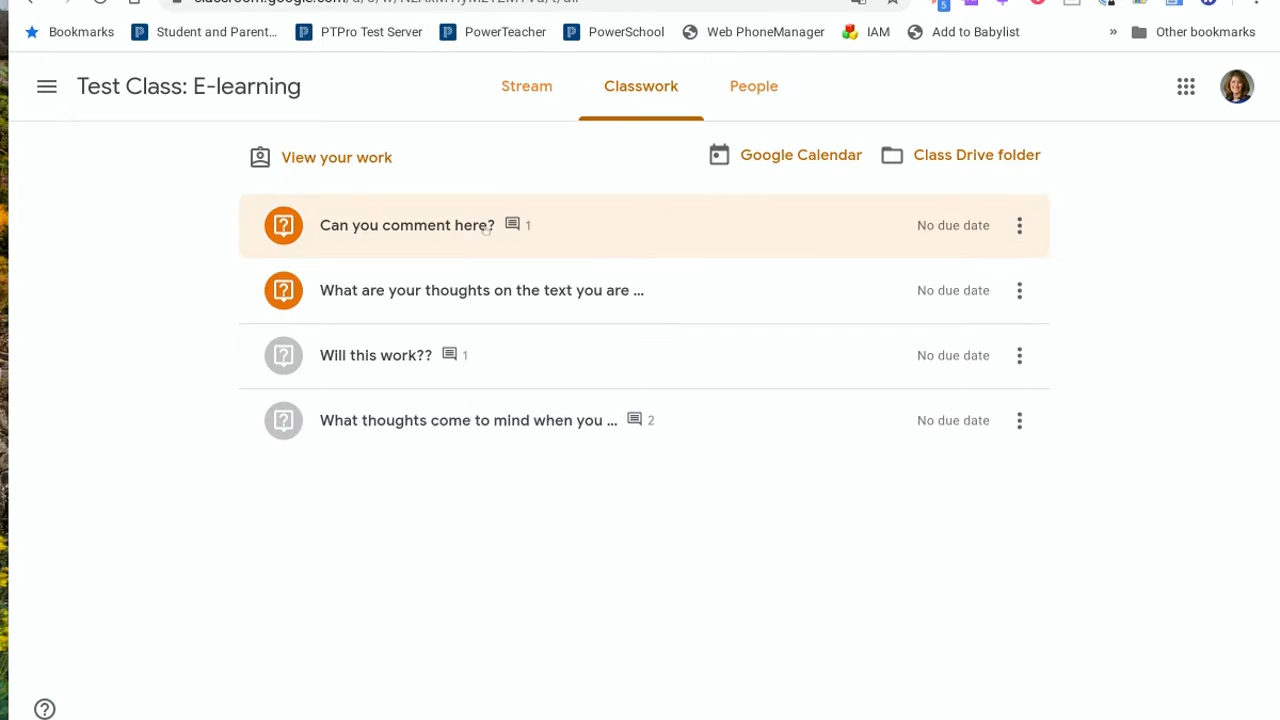 Bookmarks Student and Parent... PTPro Test Server PowerTeacher PowerSchool Web PhoneManager IAM Add to Babylist » Other bookmarks
Test Class: E-learning Stream Classwork People
View your work Google Calendar Class Drive folder
Can you comment here? 1 No due date
What are your thoughts on the text you are ... No due date
Will this work?? 1 No due date
What thoughts come to mind when you ... 2 No due date